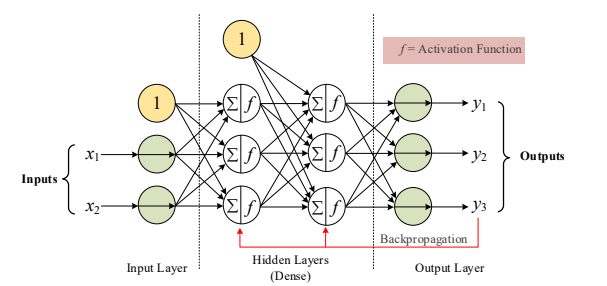 1
f = Activation Function
1
Σ f
Σ f
y1
x1
Σ f
Σ f
y2
Inputs
Outputs
x2
Σ f
Σ f
y3
Backpropagation
Input Layer
Hidden Layers
(Dense)
Output Layer